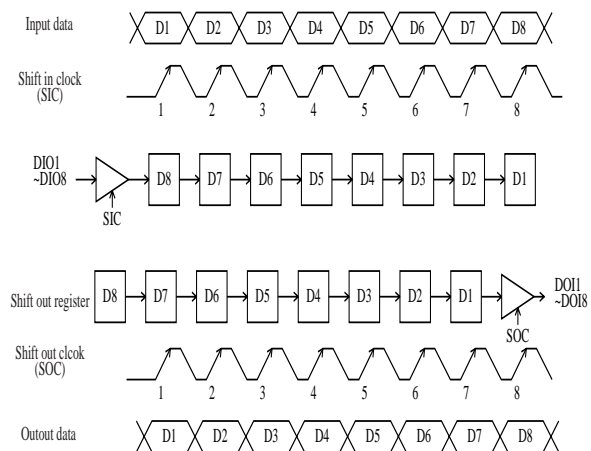 Input data D1 D2 D3 D4 D5 D6 D7 D8
Shift in clock
(SIC)
1 2 3 4 5 6 7 8
DIO1
~DIO8
D8 D7 D6 D5 D4 D3 D2 D1
SIC
Shift out register D8 D7 D6 D5 D4 D3 D2 D1
DOI1
~DOI8
SOC
Shift out clcok
(SOC)
1 2 3 4 5 6 7 8
Outout data D1 D2 D3 D4 D5 D6 D7 D8